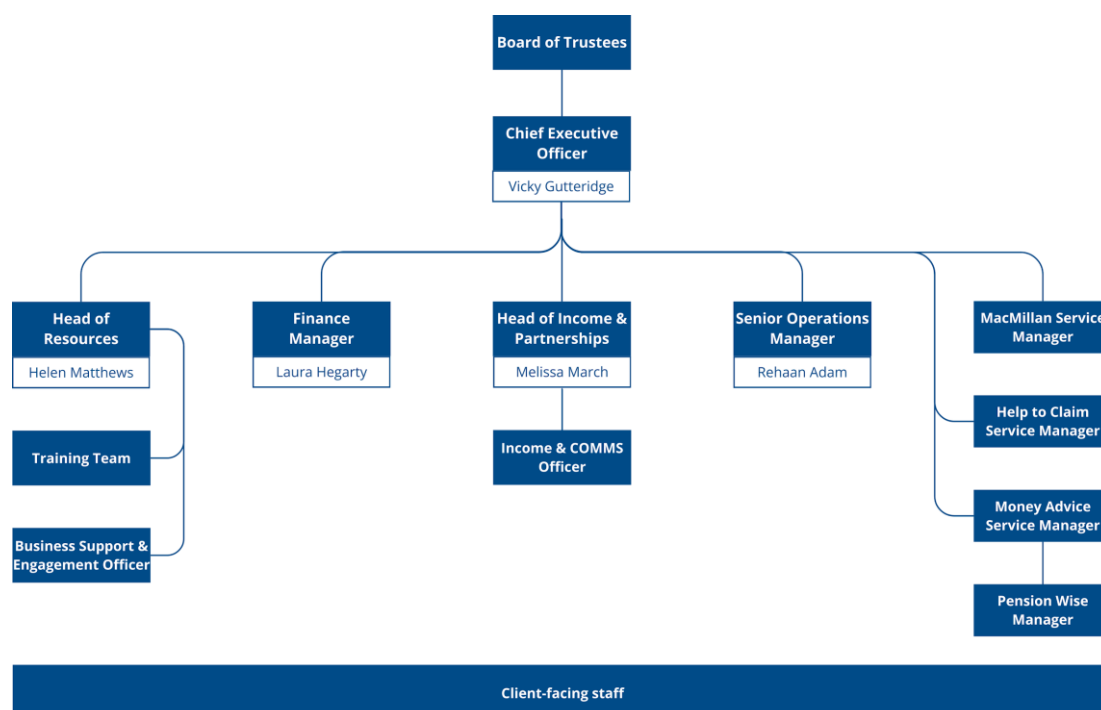 Board of Trustees
Chief Executive
Officer
Vicky Gutteridge
Head of
Resources
Helen Matthews
Finance
Manager
Laura Hegarty
Head of Income &
Partnerships
Melissa March
Senior Operations
Manager
Rehaan Adam
MacMillan Service
Manager
Help to Claim
Service Manager
Training Team
Income & COMMS
Officer
Money Advice
Service Manager
Business Support &
Engagement Officer
Pension Wise
Manager
Client-facing staff